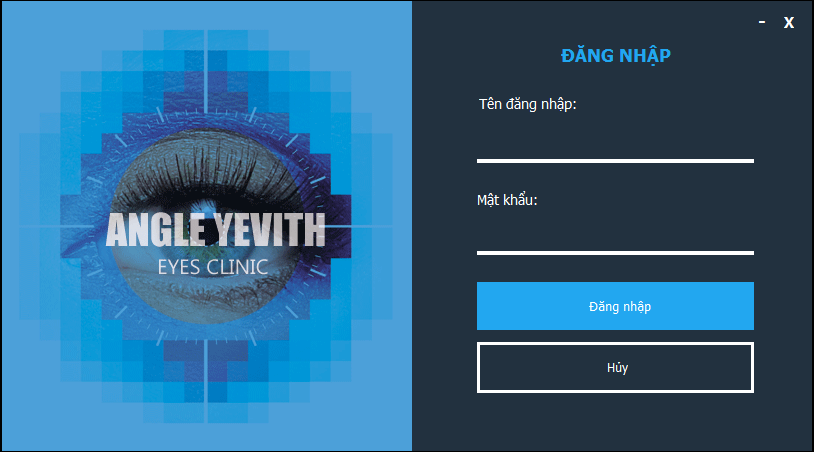 ANGLE YEVITH
EYES CLINIC
- X
ĐĂNG NHẬP
Tên đăng nhập:
Mật khẩu:
Đăng nhập
Hủy